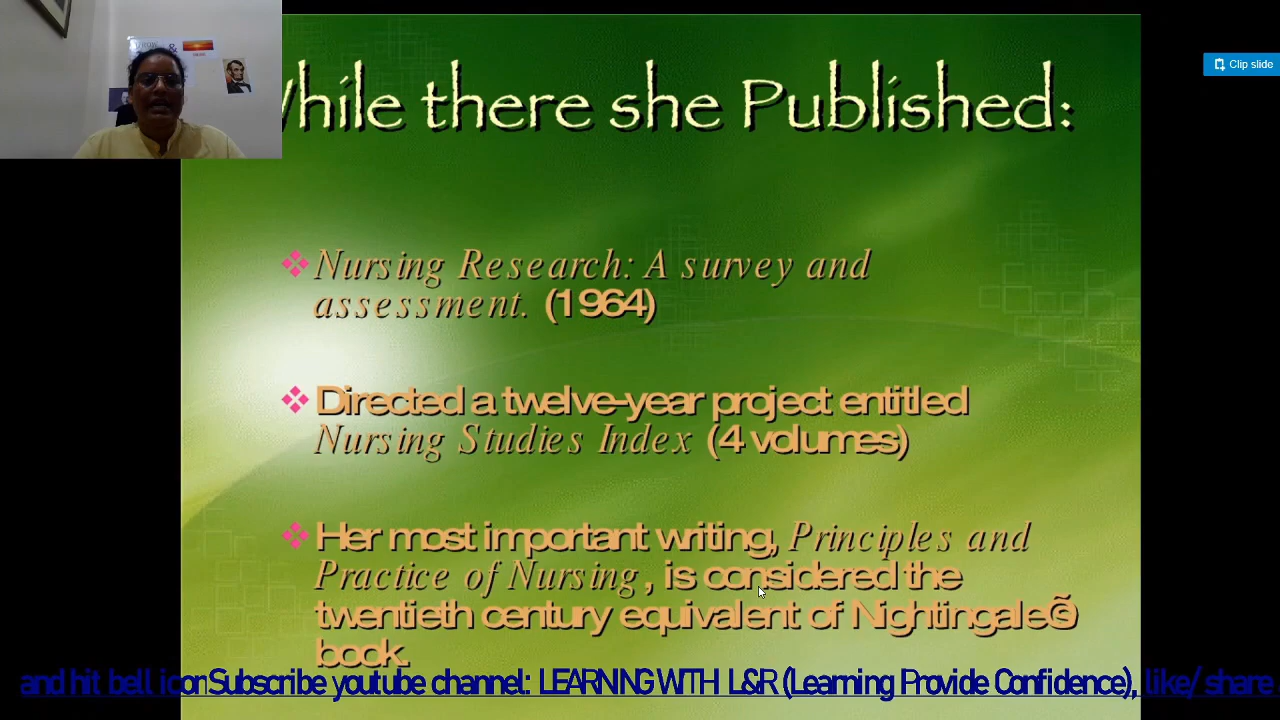 Clip slide
While there she Published:
Nursing Research: A survey and
assessment. (1964)
Directed a twelve-year project entitled
Nursing Studies Index (4 volumes)
Her most important writing, Principles and
Practice of Nursing, is considered the
twentieth century equivalent of Nightingale®õ
book.
and hit bell icon Subscribe youtube channel: LEARNING WITH L&R (Learning Provide Confidence), like/ share